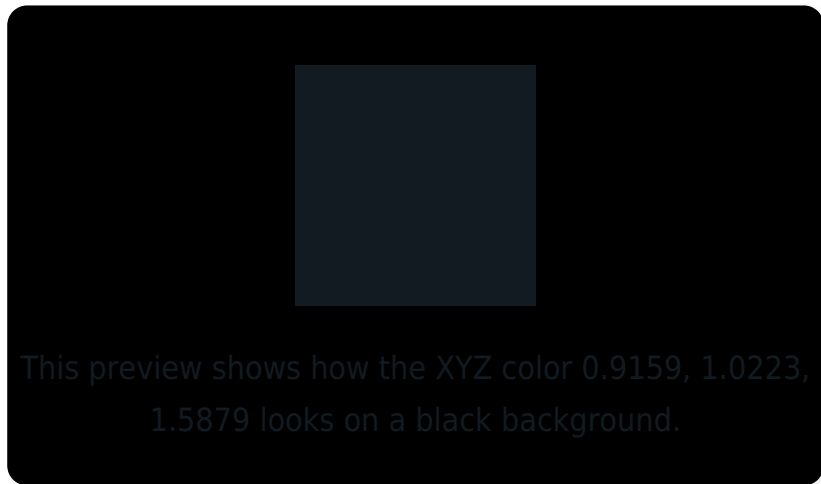 This preview shows how the XYZ color 0.9159, 1.0223,
1.5879 looks on a black background.